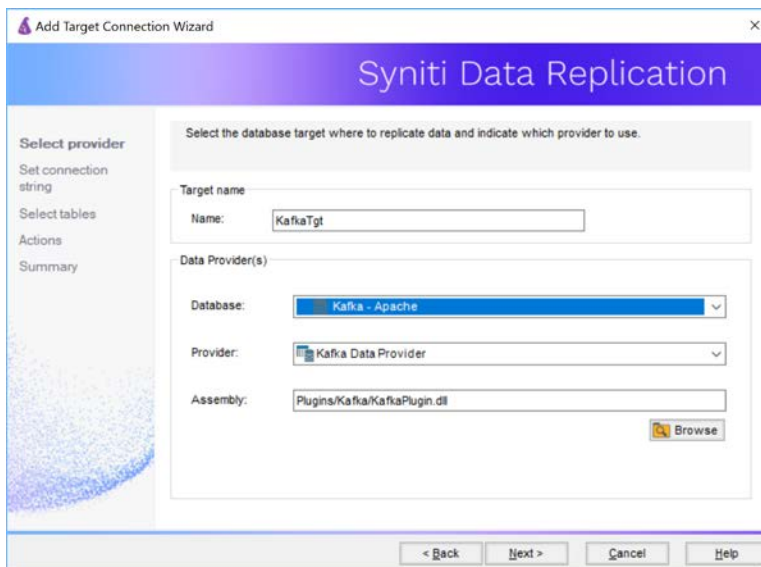 Add Target Connection Wizard
Syniti Data Replication
Select provider
Set connection
string
Select tables
Actions
Summary
Select the database target where to replicate data and indicate which provider to use.
Target name
Name: KafkaTgt
Data Provider(s)
Database: Kafka - Apache
Provider: Kafka Data Provider
Assembly: Plugins/Kafka/KafkaPlugin.dll
Browse
< Back Next > Cancel Help